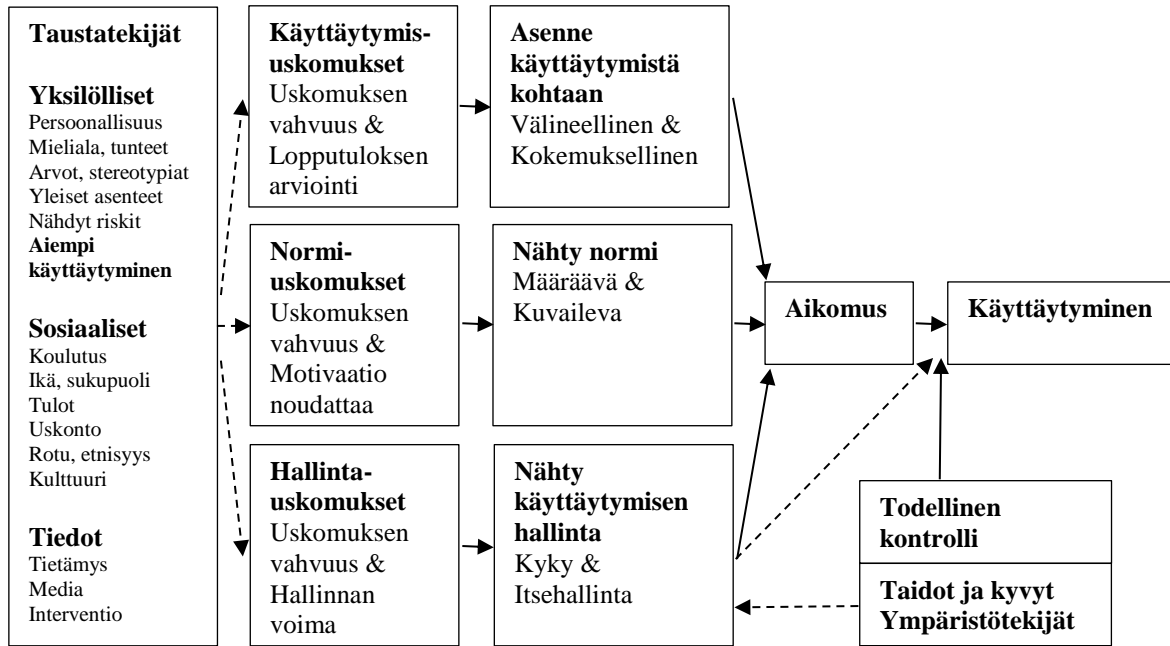 Taustatekijät
Yksilölliset
Persoonallisuus
Mieliala, tunteet
Arvot, stereotypiat
Yleiset asenteet
Nähdyt riskit
Aiempi
käyttäytyminen
Sosiaaliset
Koulutus
Ikä, sukupuoli
Tulot
Uskonto
Rotu, etnisyys
Kulttuuri
Tiedot
Tietämys
Media
Interventio
Käyttäytymis-
uskomukset
Uskomuksen
vahvuus &
Lopputuloksen
arviointi
Normi-
uskomukset
Uskomuksen
vahvuus &
Motivaatio
noudattaa
Hallinta-
uskomukset
Uskomuksen
vahvuus &
Hallinnan
voima
Asenne
käyttäytymistä
kohtaan
Välineellinen &
Kokemuksellinen
Nähty normi
Määräävä &
Kuvaileva
Nähty
käyttäytymisen
hallinta
Kyky &
Itsehallinta
Aikomus
Käyttäytyminen
Todellinen
kontrolli
Taidot ja kyvyt
Ympäristötekijät